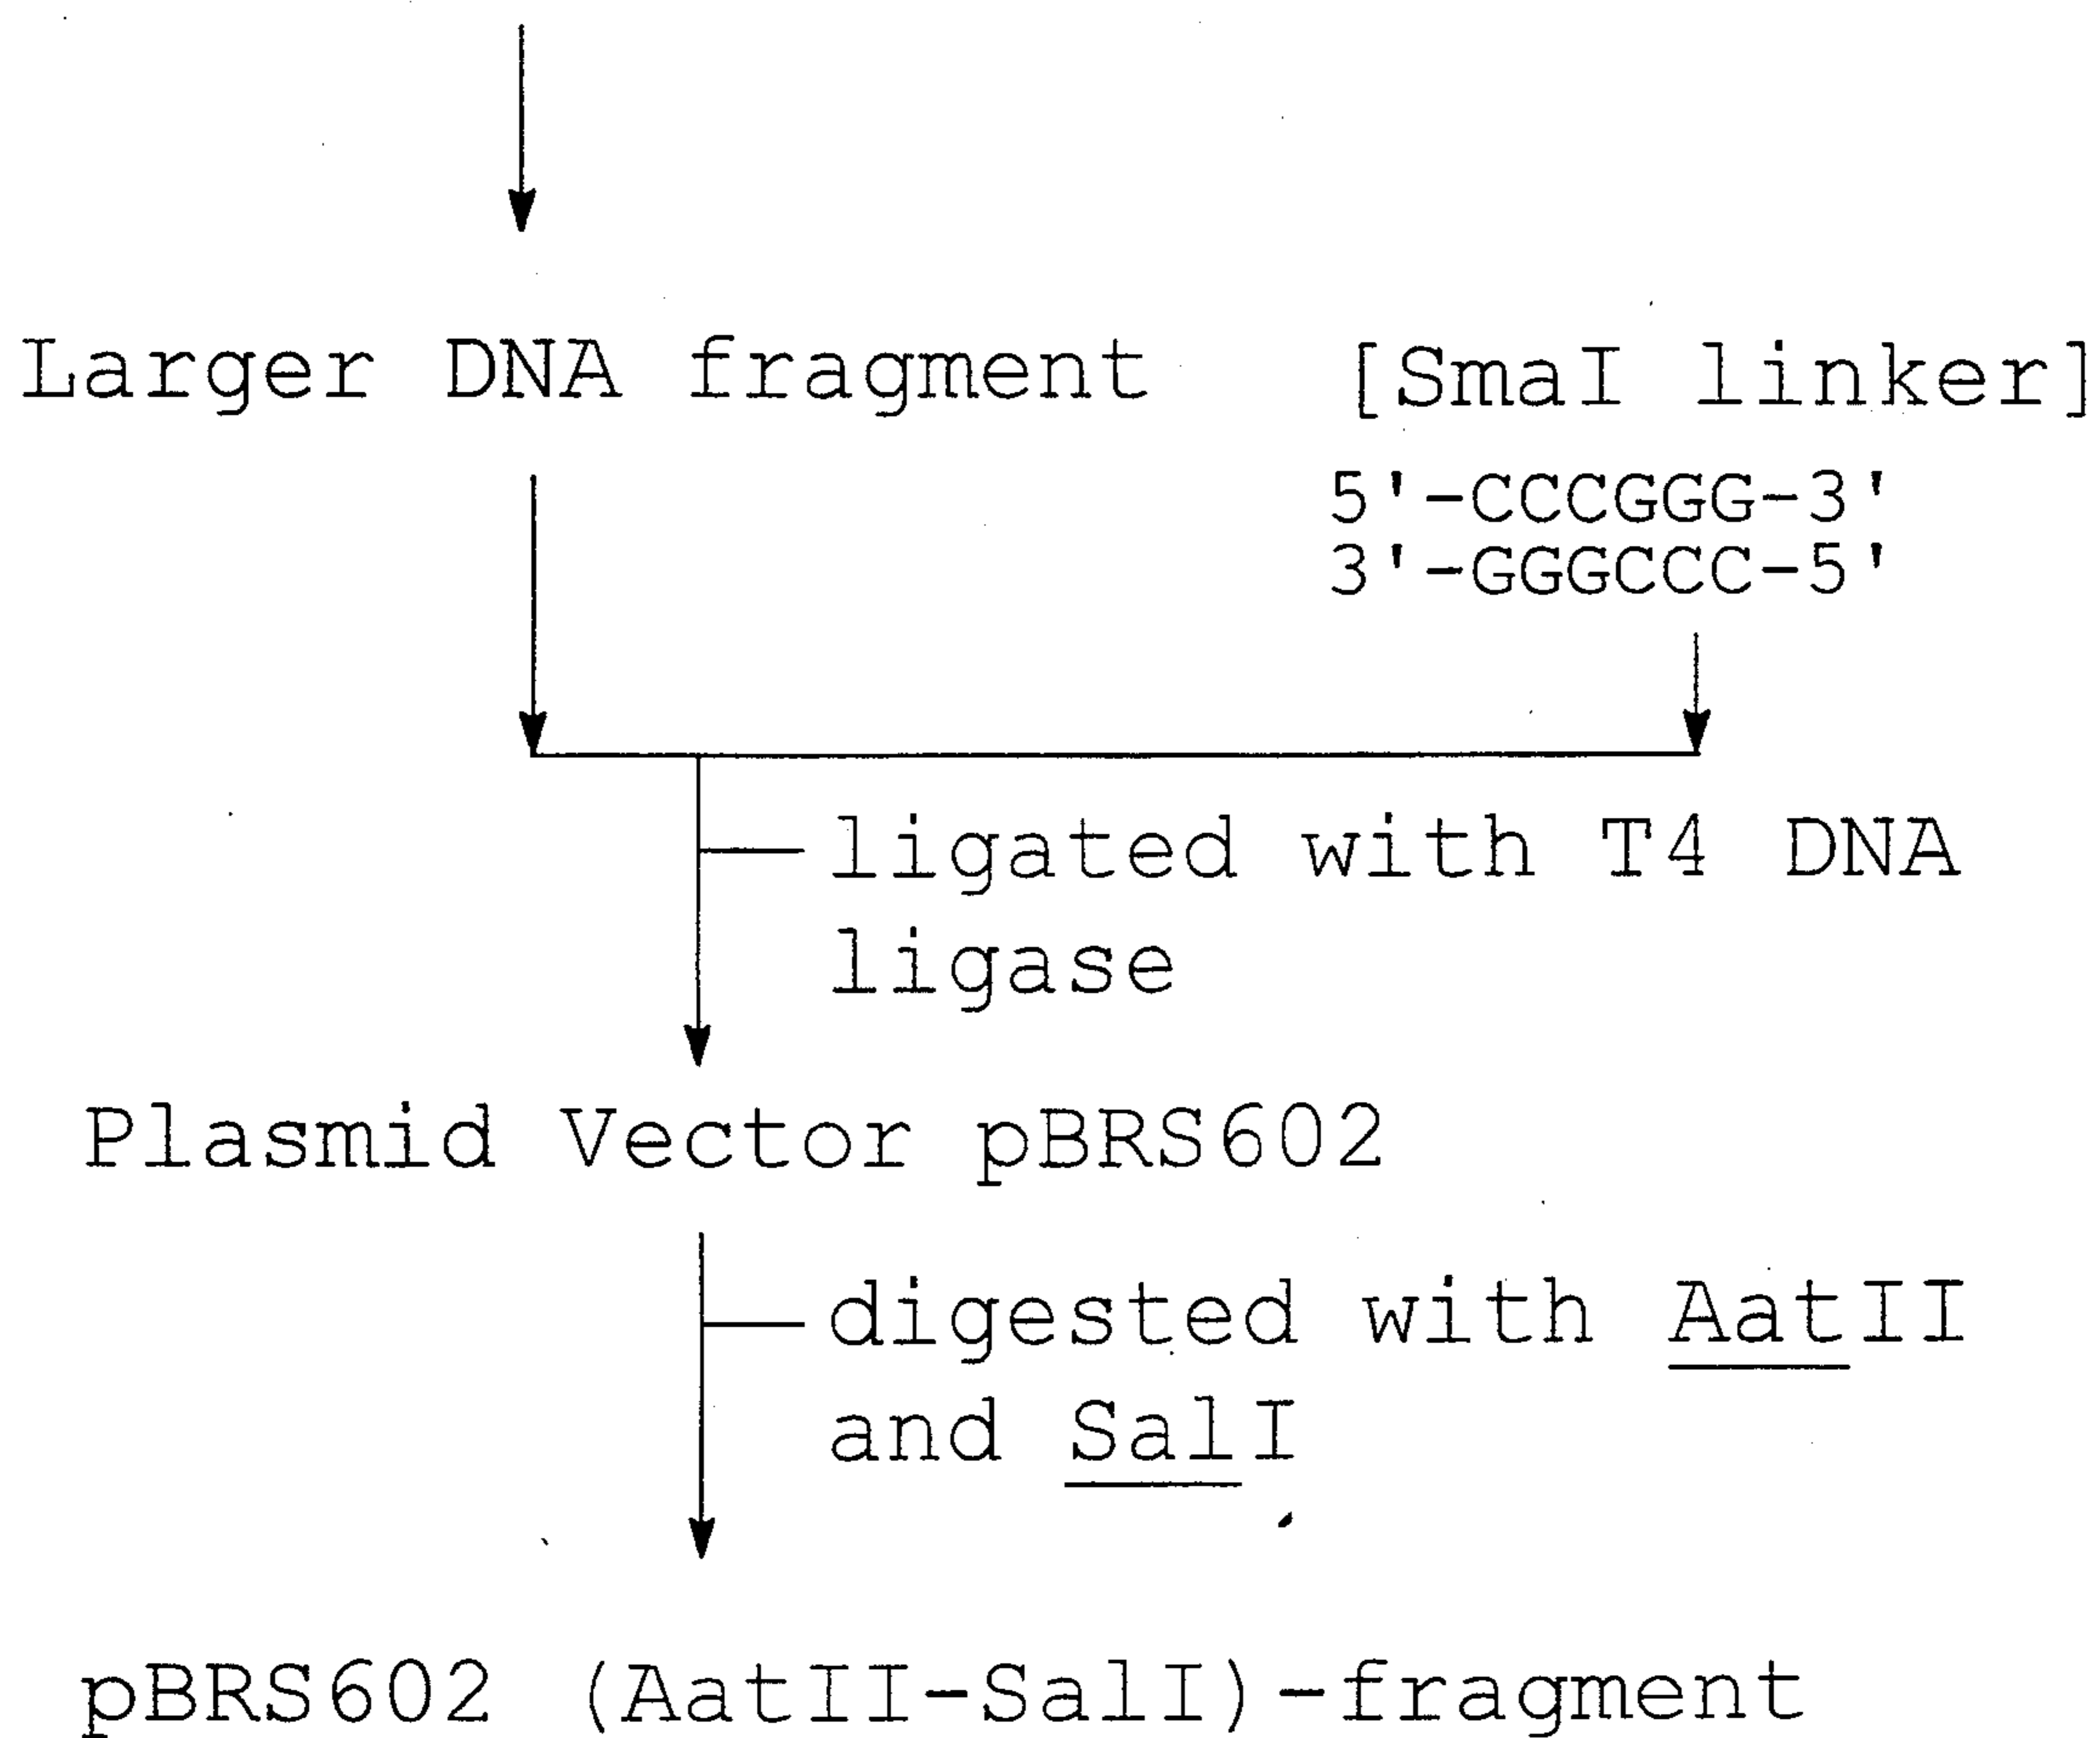 Larger DNA fragment [SmaI linker]
5'-CCCGGG-3'
3'-GGGCCC-5'
ligated with T4 DNA
ligase
Plasmid Vector pBRS602
digested with AatII
and SalI
pBRS602 (AatII-SalI)-fragment